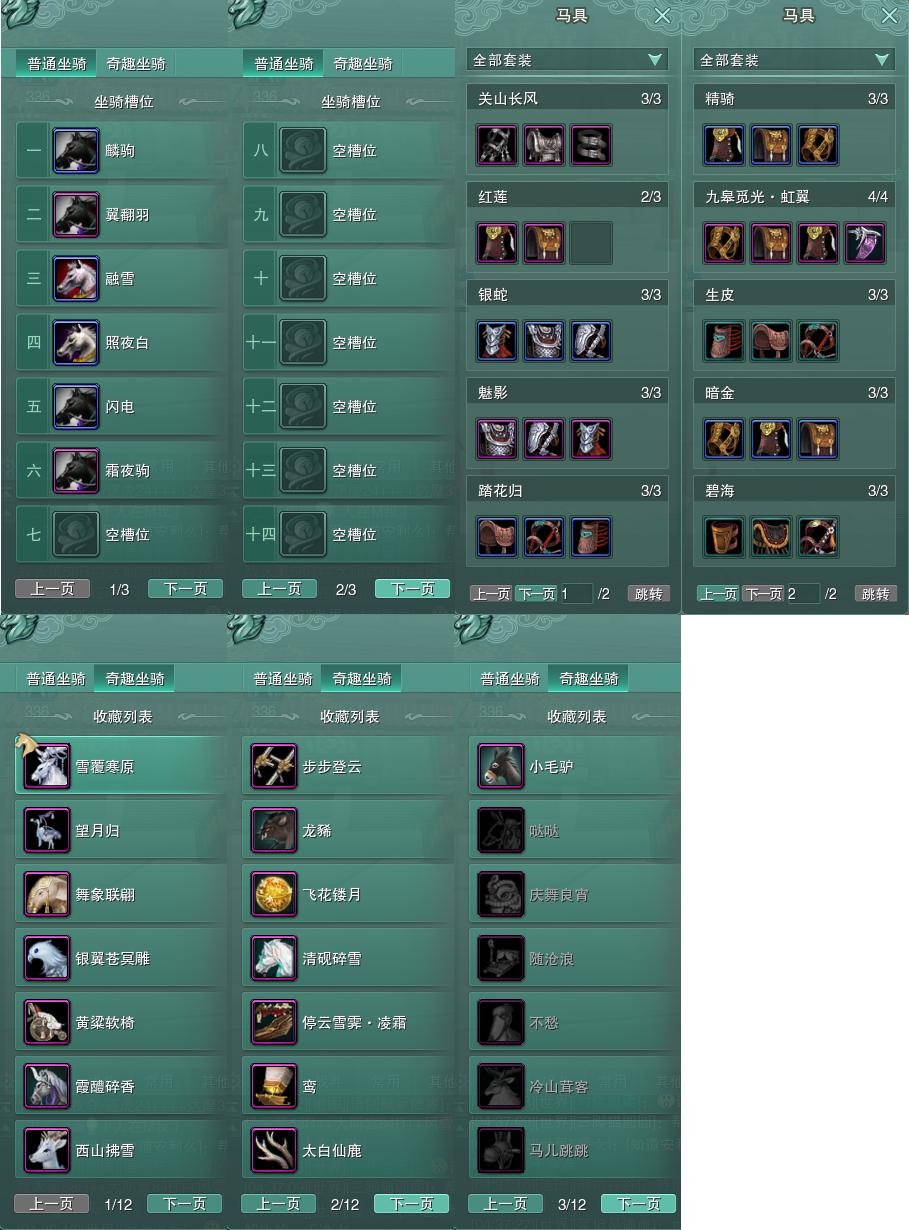 普通坐骑 奇趣坐骑
坐骑槽位
一 麟驹
二 翼翻羽
三 融雪
四 照夜白
五 闪电
六 霜夜驹
七 空槽位
上一页 1/3 下一页
普通坐骑 奇趣坐骑
坐骑槽位
八 空槽位
九 空槽位
十 空槽位
十一 空槽位
十二 空槽位
十三 空槽位
十四 空槽位
上一页 2/3 下一页
马具
全部套装
关山长风 3/3
红莲 2/3
银蛇 3/3
魅影 3/3
踏花归 3/3
上一页 下一页 1 /2 跳转
马具
全部套装
精骑 3/3
九皋觅光·虹翼 4/4
生皮 3/3
暗金 3/3
碧海 3/3
上一页 下一页 2 /2 跳转
普通坐骑 奇趣坐骑
收藏列表
雪覆寒原
望月归
舞象联翩
银翼苍冥雕
黄粱软椅
霞醴碎香
西山拂雪
上一页 1/12 下一页
普通坐骑 奇趣坐骑
收藏列表
步步登云
龙豨
飞花镂月
清砚碎雪
停云雪霁·凌霜
鸾
太白仙鹿
上一页 2/12 下一页
普通坐骑 奇趣坐骑
收藏列表
小毛驴
哒哒
庆舞良宵
随沧浪
不愁
冷山茸客
马儿跳跳
上一页 3/12 下一页